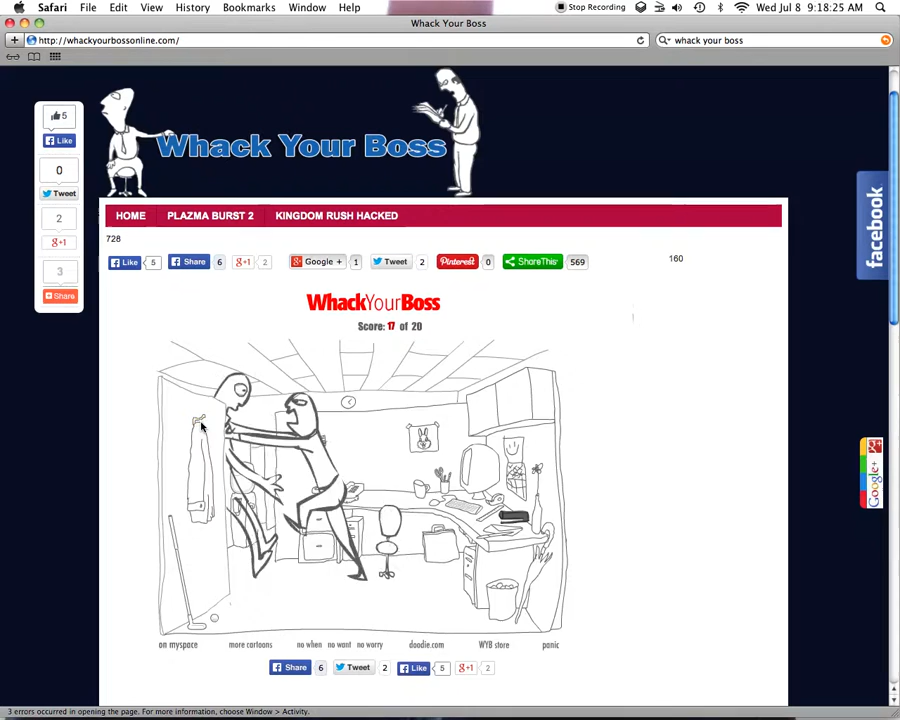 Safari File Edit View History Bookmarks Window Help Stop Recording Wed Jul 8 9:18:25 AM
Whack Your Boss
http://whackyourbossonline.com/ whack your boss
5
Like
0
Tweet
2
g+1
3
Share
Whack Your Boss
facebook
HOME PLAZMA BURST 2 KINGDOM RUSH HACKED
728
Like 5 Share 6 g+1 2 Google + 1 Tweet 2 Pinterest 0 ShareThis 569
160
WhackYourBoss
Score: 17 of 20
Google+
g+1
on myspace more cartoons no when no want no worry doodie.com WYB store panic
Share 6 Tweet 2 Like 5 g+1 2
3 errors occurred in opening the page. For more information, choose Window > Activity.